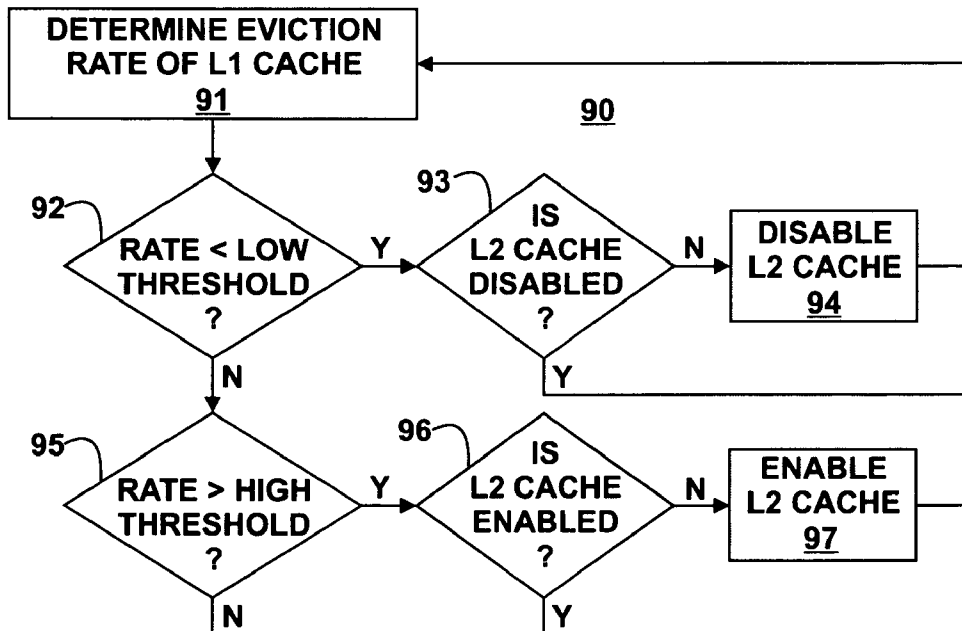 DETERMINE EVICTION
RATE OF L1 CACHE
91
90
92
RATE < LOW
THRESHOLD
?
Y
N
93
IS
L2 CACHE
DISABLED
?
N
Y
DISABLE
L2 CACHE
94
95
RATE > HIGH
THRESHOLD
?
Y
N
96
IS
L2 CACHE
ENABLED
?
N
Y
ENABLE
L2 CACHE
97